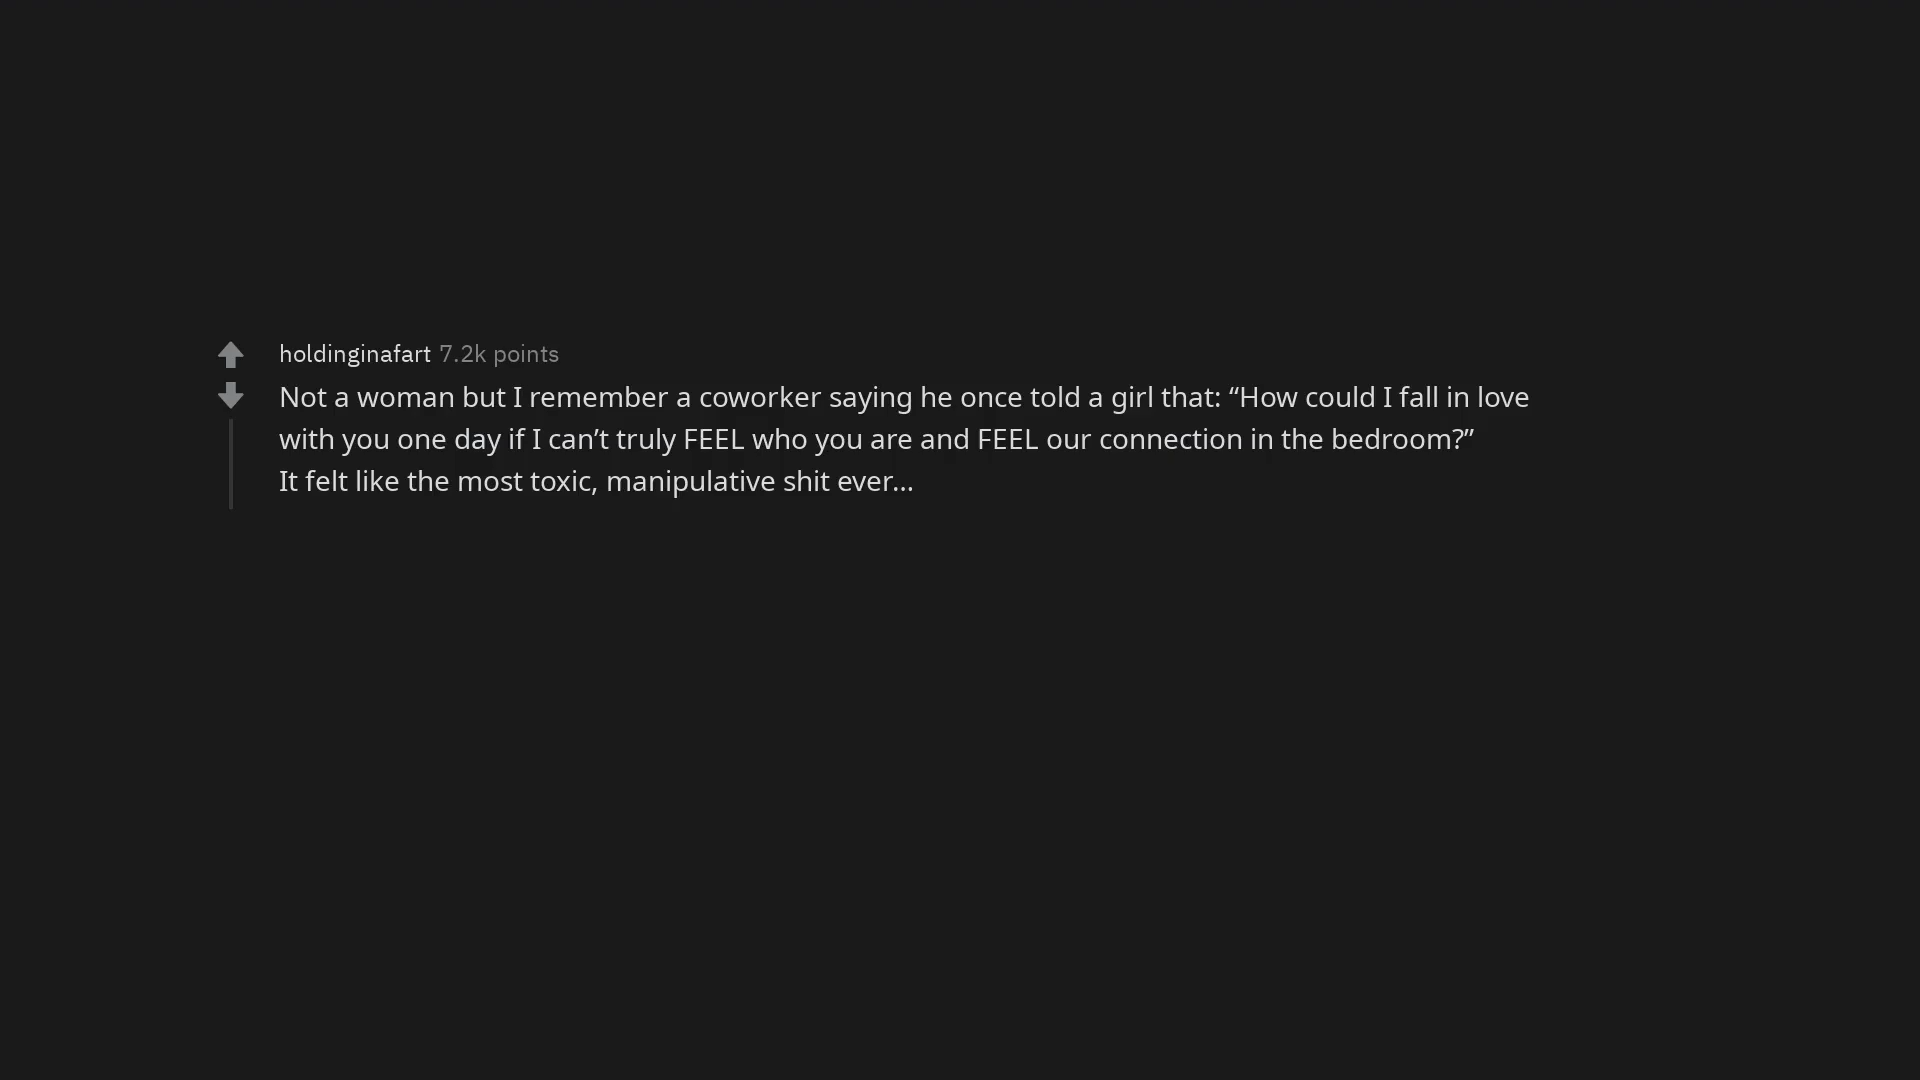 holdinginafart 7.2k points
Not a woman but I remember a coworker saying he once told a girl that: “How could I fall in love
with you one day if I can’t truly FEEL who you are and FEEL our connection in the bedroom?”
It felt like the most toxic, manipulative shit ever...